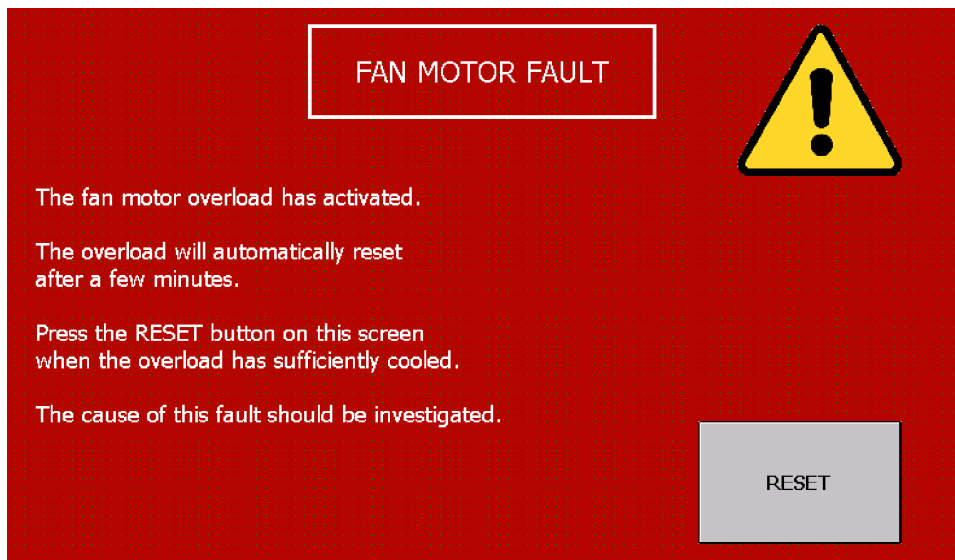 FAN MOTOR FAULT
The fan motor overload has activated.
The overload will automatically reset
after a few minutes.
Press the RESET button on this screen
when the overload has sufficiently cooled.
The cause of this fault should be investigated.
RESET